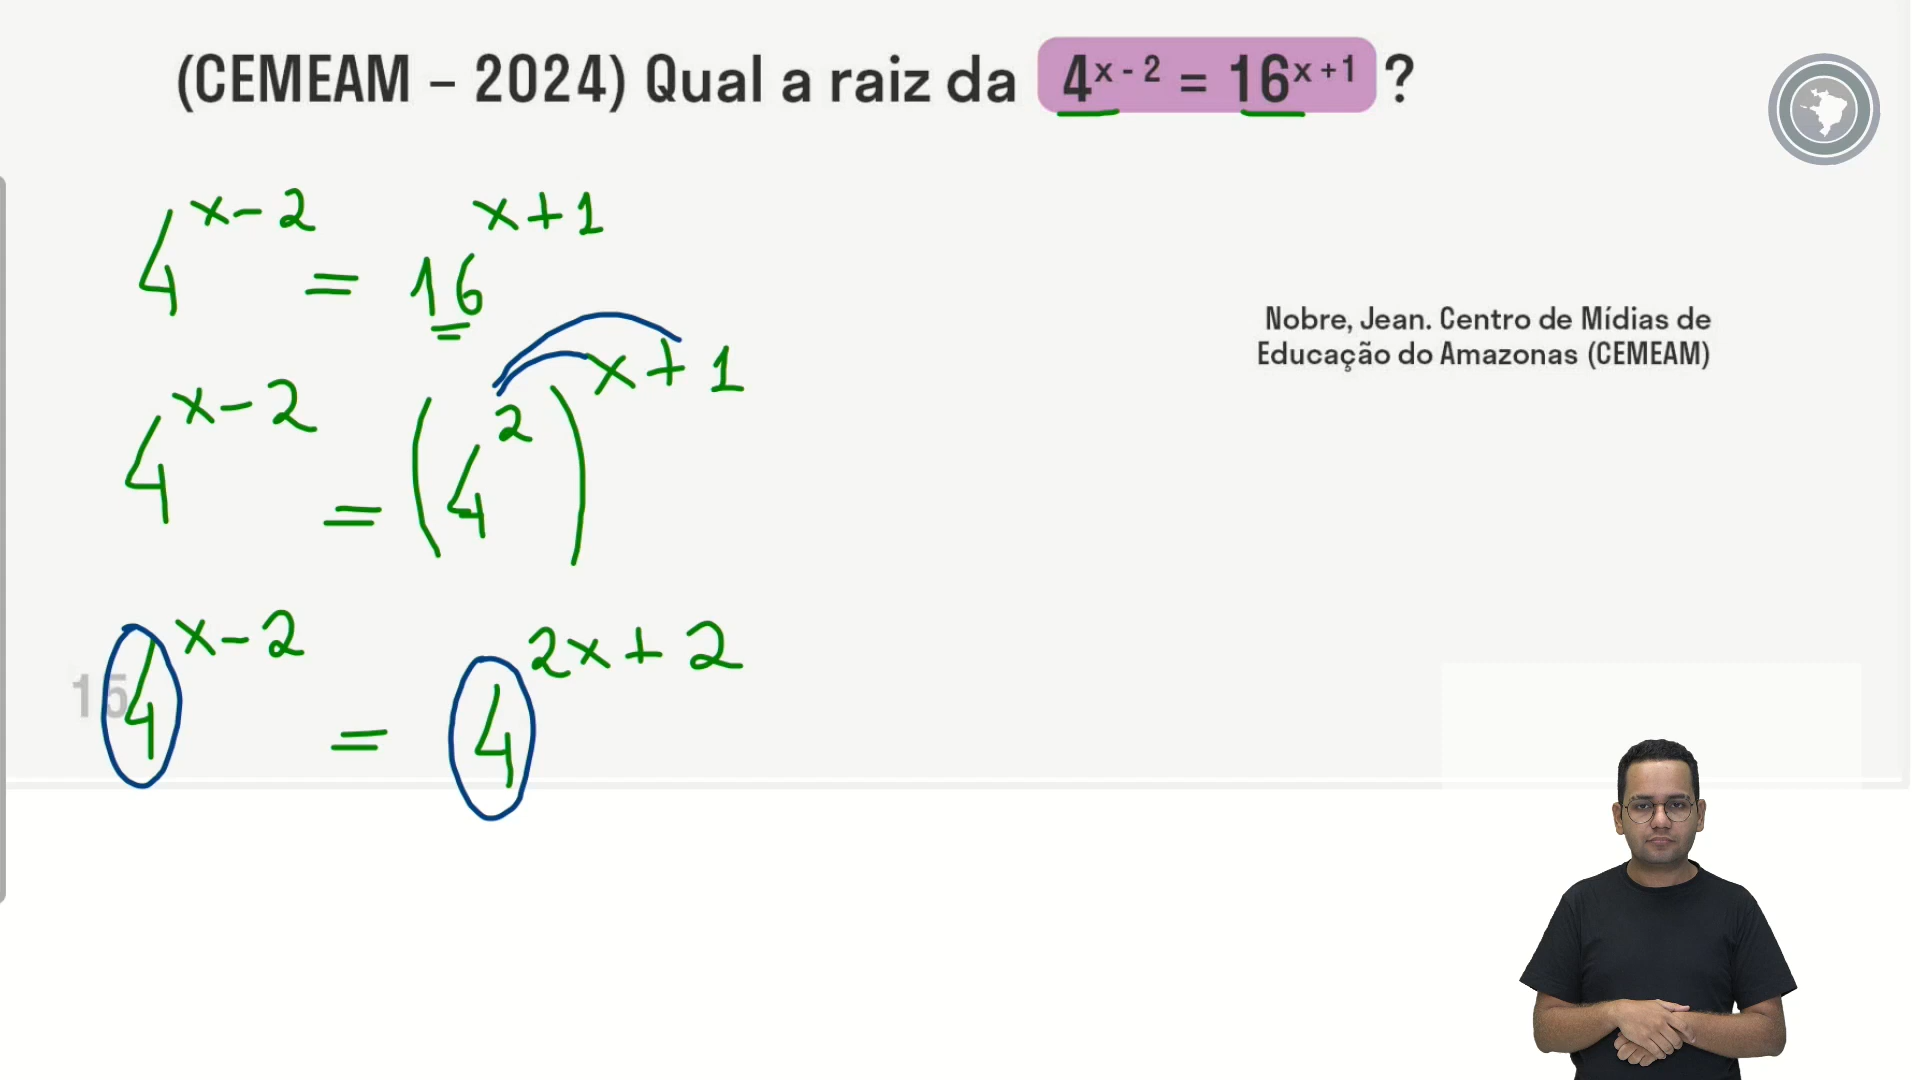 (CEMEAM – 2024) Qual a raiz da 4^{x - 2} = 16^{x + 1} ?
4^{x-2} = 16^{x+1}
Nobre, Jean. Centro de Mídias de
Educação do Amazonas (CEMEAM)
4^{x-2} = (4^2)^{x+1}
4^{x-2} = 4^{2x+2}
15